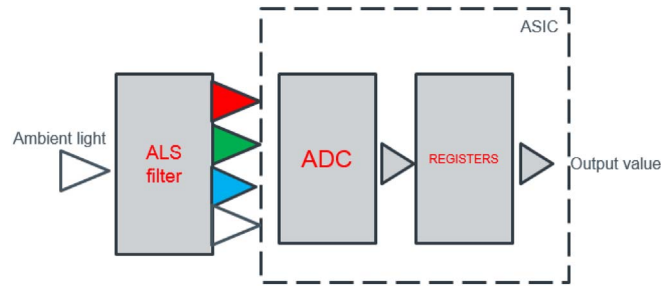 ASIC
Ambient light
ALS
filter
ADC
REGISTERS
Output value